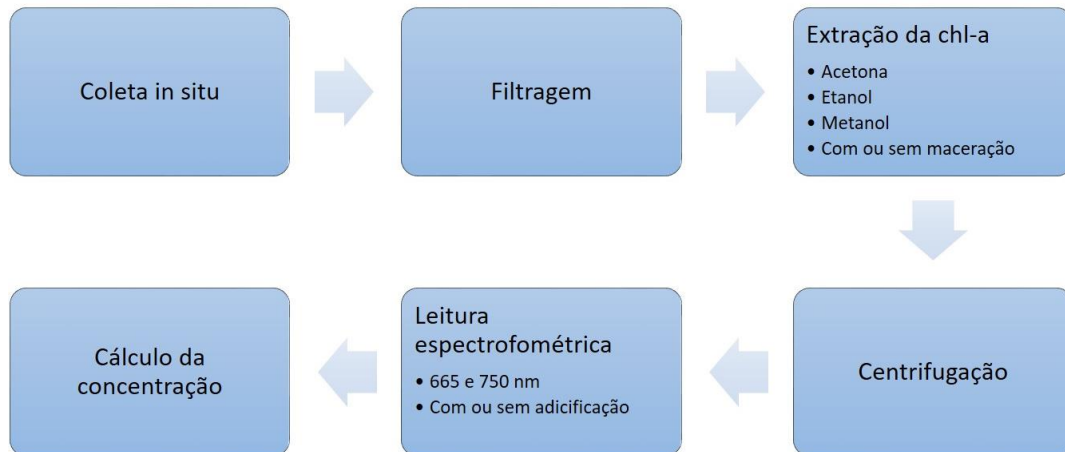 Coleta in situ
Filtragem
Extração da chl-a
• Acetona
• Etanol
• Metanol
• Com ou sem maceração
Centrifugação
Leitura
espectrofométrica
• 665 e 750 nm
• Com ou sem adicificação
Cálculo da
concentração